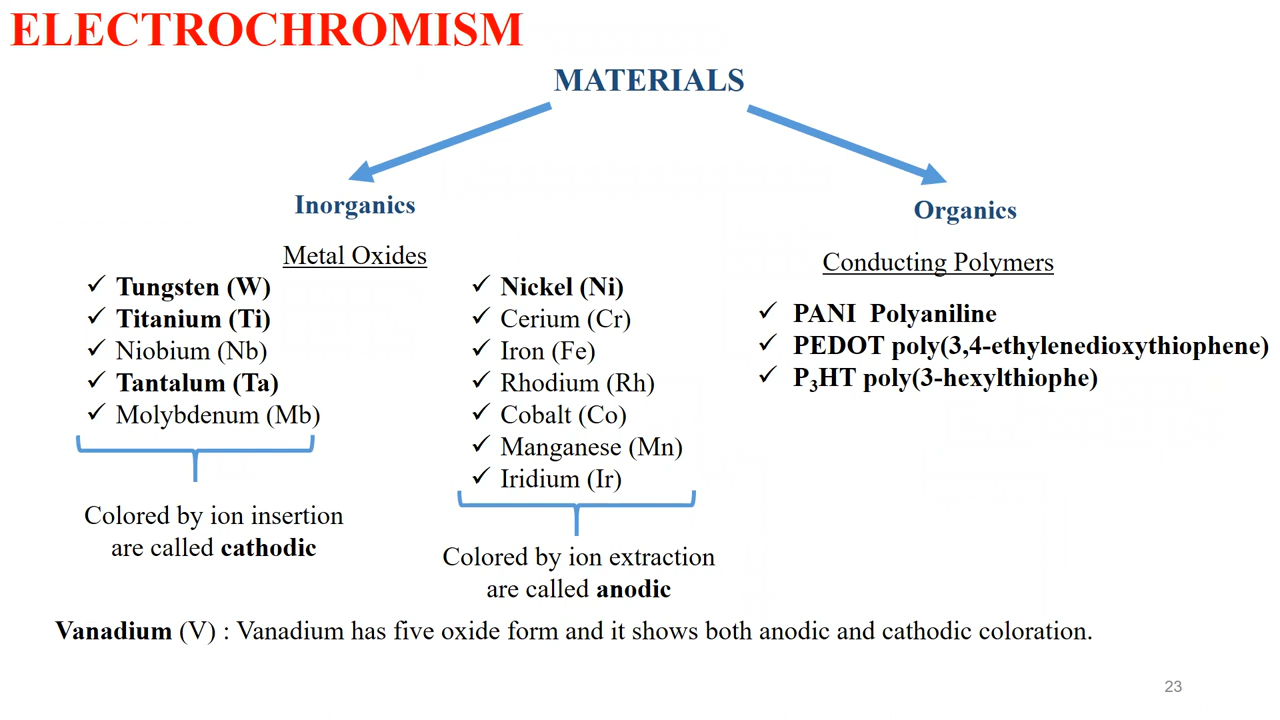 ELECTROCHROMISM
MATERIALS
Inorganics
Metal Oxides
✓ Tungsten (W)
✓ Titanium (Ti)
✓ Niobium (Nb)
✓ Tantalum (Ta)
✓ Molybdenum (Mb)
Colored by ion insertion
are called cathodic
✓ Nickel (Ni)
✓ Cerium (Cr)
✓ Iron (Fe)
✓ Rhodium (Rh)
✓ Cobalt (Co)
✓ Manganese (Mn)
✓ Iridium (Ir)
Colored by ion extraction
are called anodic
Organics
Conducting Polymers
✓ PANI Polyaniline
✓ PEDOT poly(3,4-ethylenedioxythiophene)
✓ P₃HT poly(3-hexylthiophe)
Vanadium (V) : Vanadium has five oxide form and it shows both anodic and cathodic coloration.
23